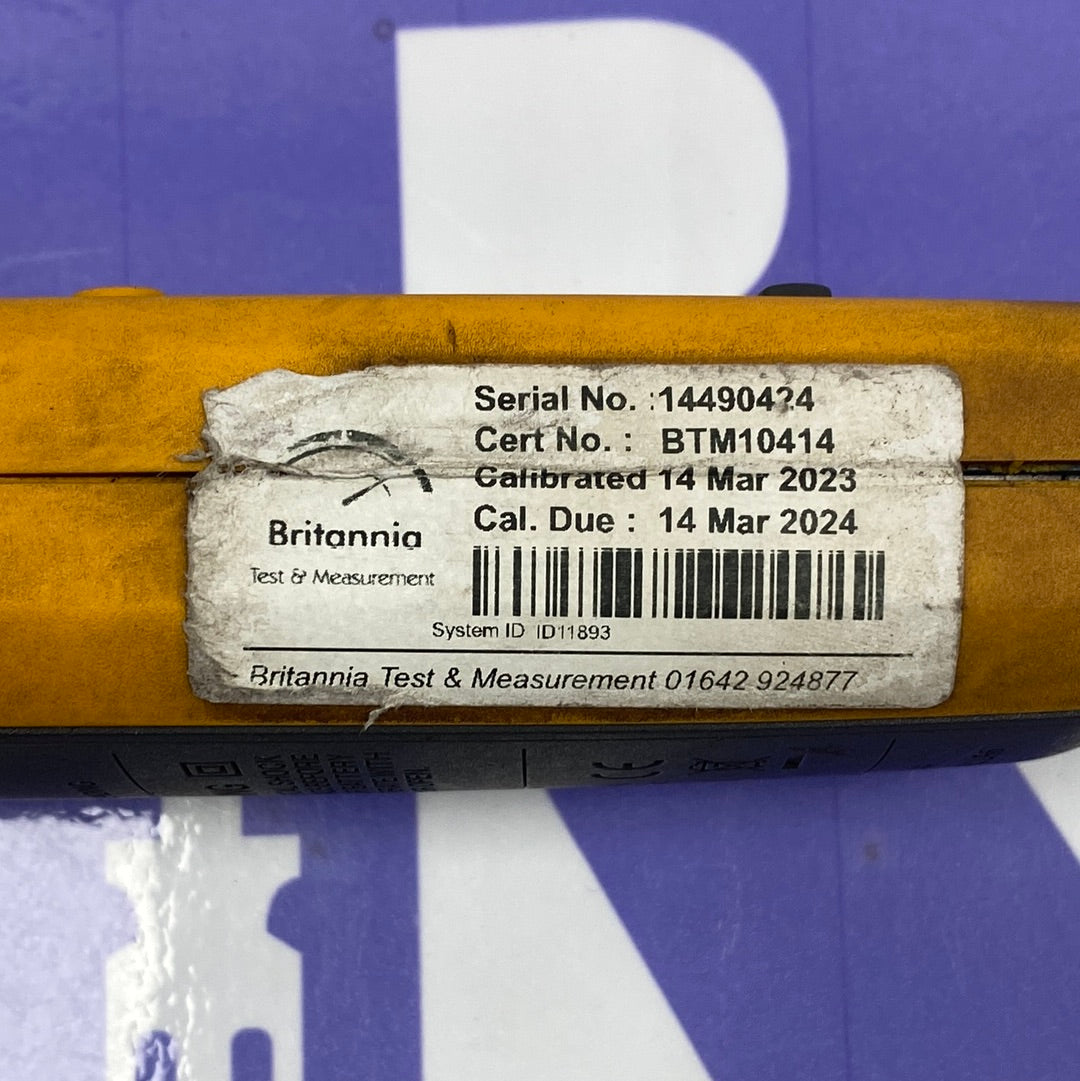 Serial No. :
Cert No. : BTM10414
Calibrated 14 Mar 2023
Cal. Due : 14 Mar 2024
Britannia
Test & Measurement
System ID ID11893
Britannia Test & Measurement 01642 924877
CE